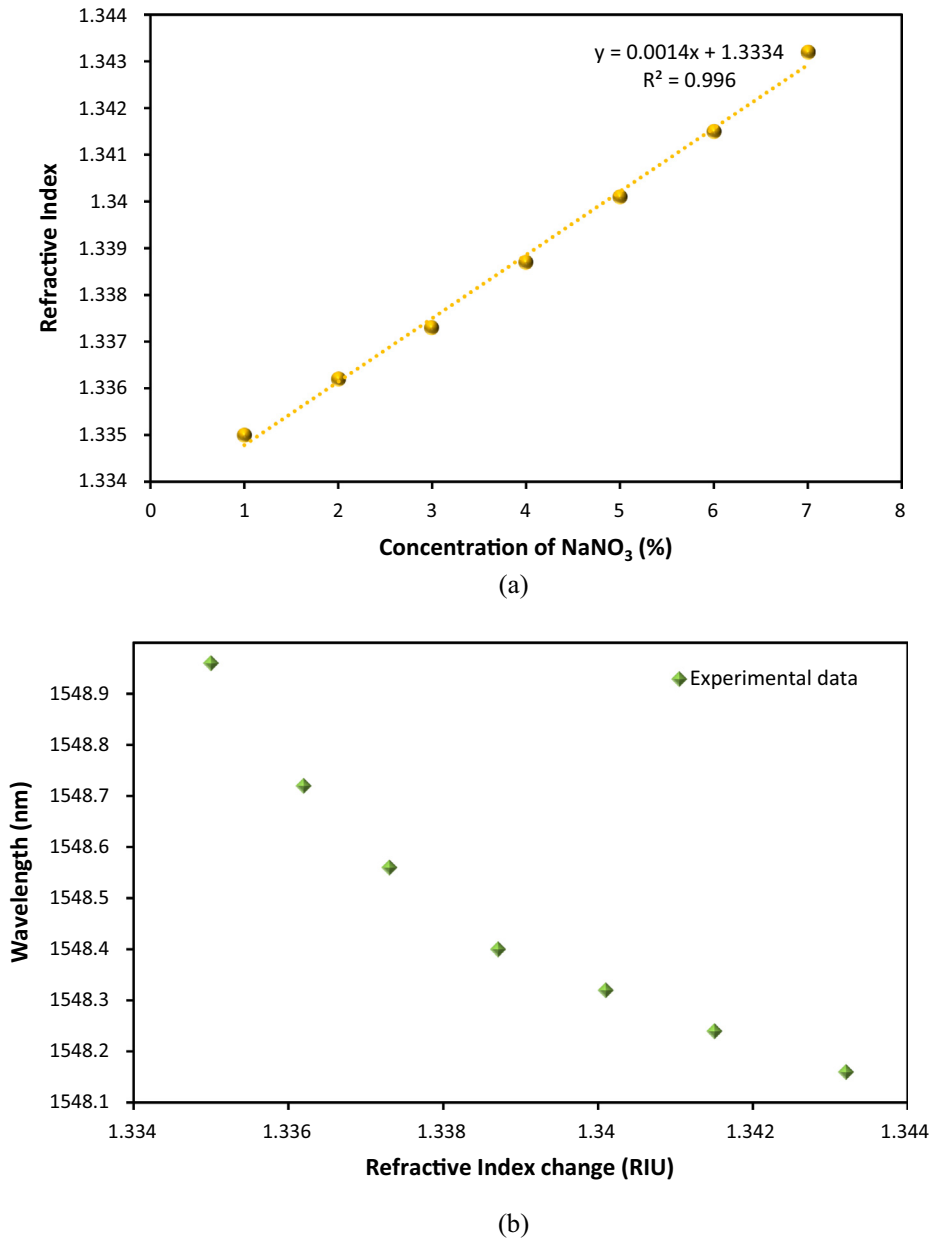 1.344
1.343
1.342
1.341
1.34
1.339
1.338
1.337
1.336
1.335
1.334
y = 0.0014x + 1.3334
R² = 0.996
Refractive Index
0 1 2 3 4 5 6 7 8
Concentration of NaNO₃ (%)
(a)
Experimental data
1548.9
1548.8
1548.7
1548.6
1548.5
1548.4
1548.3
1548.2
1548.1
Wavelength (nm)
1.334 1.336 1.338 1.34 1.342 1.344
Refractive Index change (RIU)
(b)